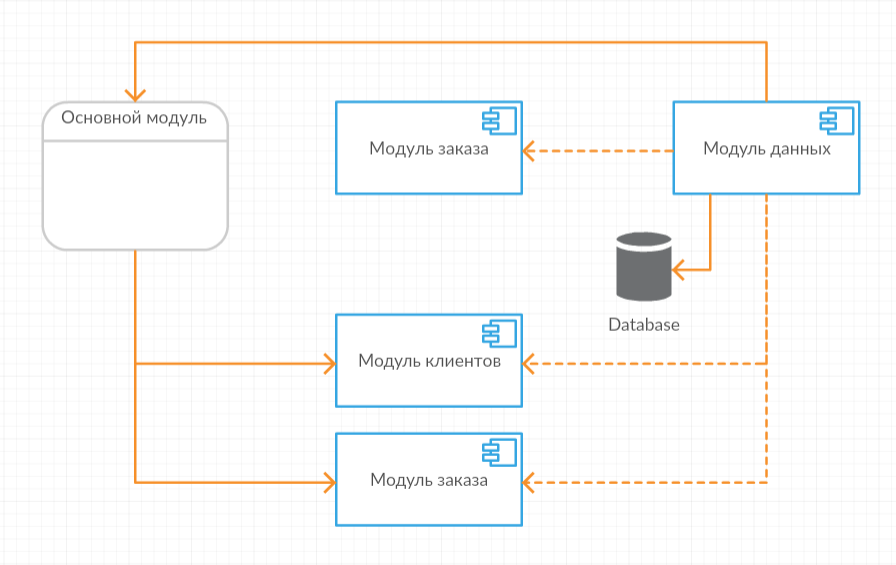 Основной модуль
Модуль заказа
Модуль данных
Database
Модуль клиентов
Модуль заказа